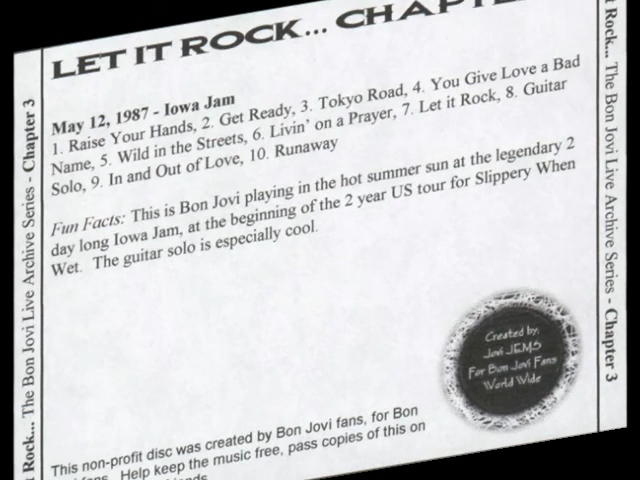 LET IT ROCK... CHAPTE
May 12, 1987 - Iowa Jam
1. Raise Your Hands, 2. Get Ready, 3. Tokyo Road, 4. You Give Love a Bad
Name, 5. Wild in the Streets, 6. Livin' on a Prayer, 7. Let it Rock, 8. Guitar
Solo, 9. In and Out of Love, 10. Runaway
Fun Facts: This is Bon Jovi playing in the hot summer sun at the legendary 2
day long Iowa Jam, at the beginning of the 2 year US tour for Slippery When
Wet. The guitar solo is especially cool.
Created by:
Jovi JEMS
For Bon Jovi Fans
World Wide
This non-profit disc was created by Bon Jovi fans, for Bon
fans. Help keep the music free, pass copies of this on
Rock... The Bon Jovi Live Archive Series - Chapter 3
t Rock... The Bon Jovi Live Archive Series - Chapter 3